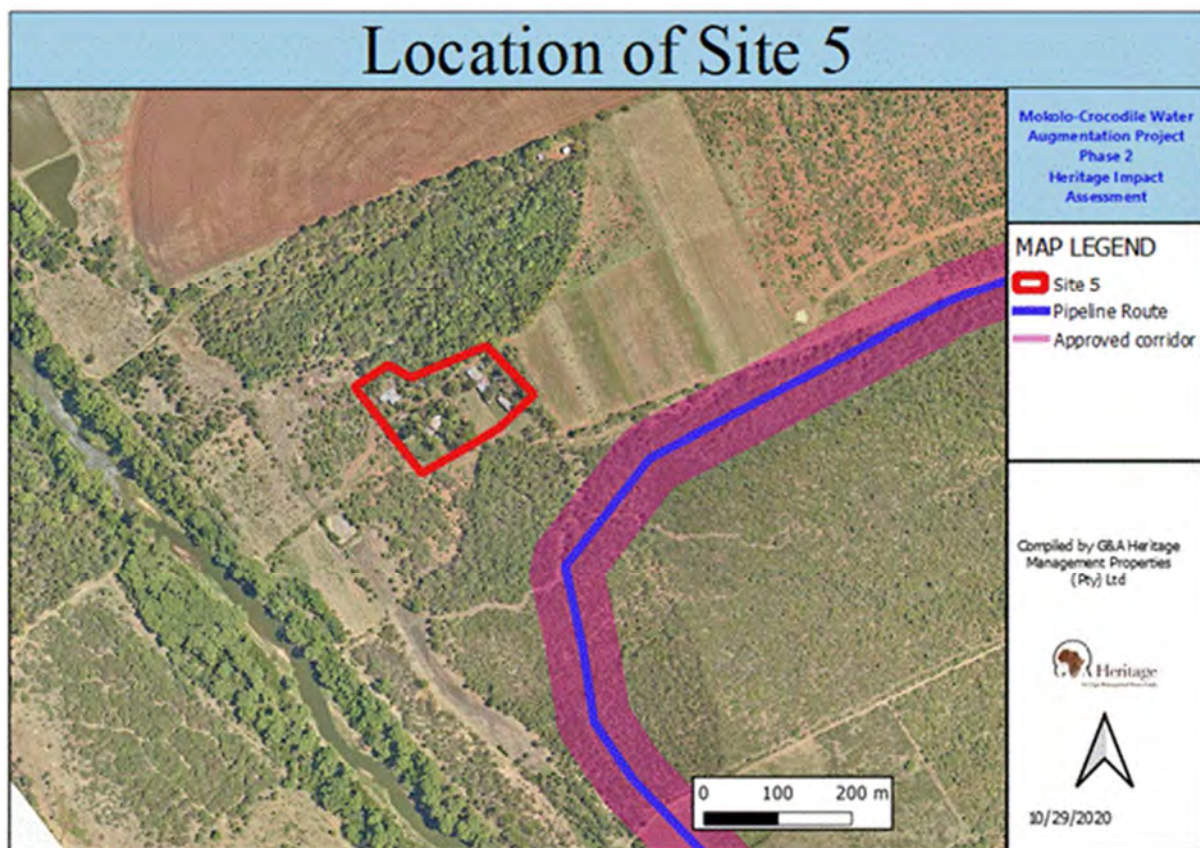 Location of Site 5
Mokolo-Crocodile Water
Augmentation Project
Phase 2
Heritage Impact
Assessment
MAP LEGEND
Site 5
Pipeline Route
Approved corridor
Compiled by G&A Heritage
Management Properties
(Pty) Ltd
A Heritage
10/29/2020
0 100 200 m